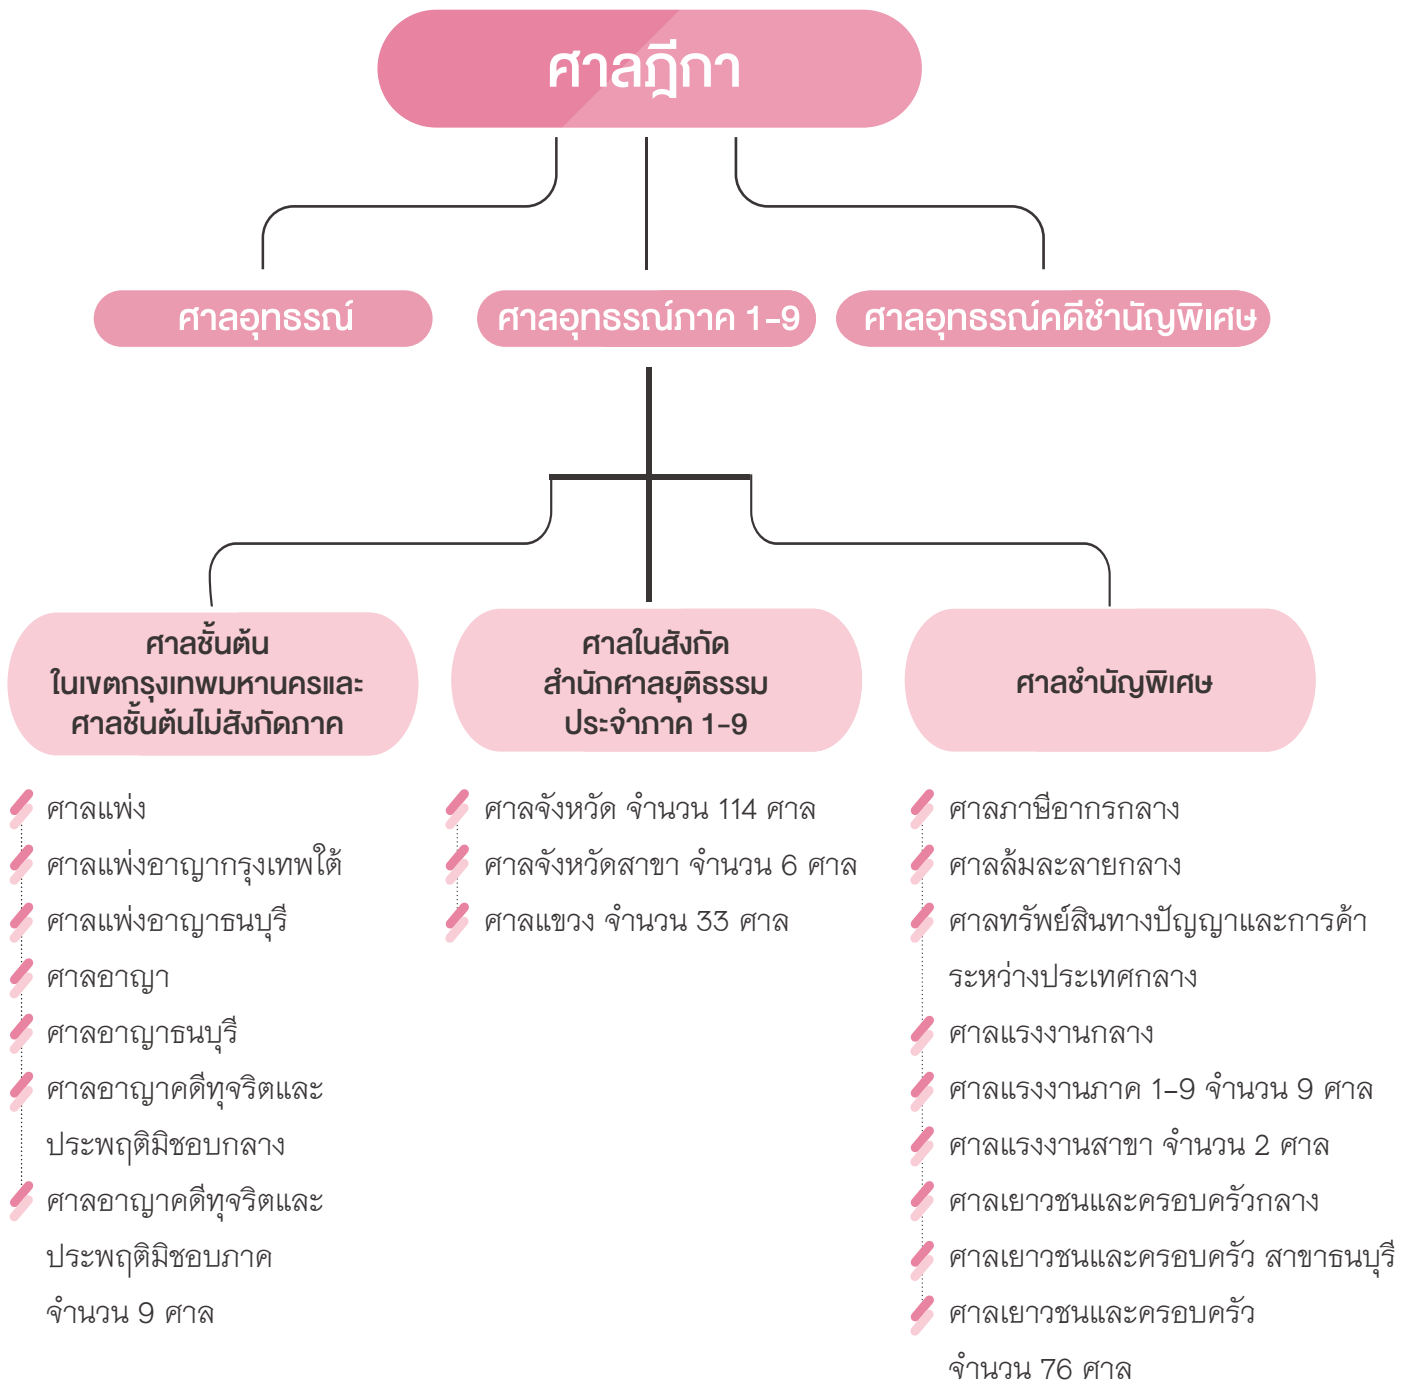 ศาลฎีกา
ศาลอุทธรณ์
ศาลอุทธรณ์ภาค 1-9
ศาลอุทธรณ์คดีชำนัญพิเศษ
ศาลชั้นต้น
ในเขตกรุงเทพมหานครและ
ศาลชั้นต้นไม่สังกัดภาค
ศาลแพ่ง
ศาลแพ่งอาญากรุงเทพใต้
ศาลแพ่งอาญาธนบุรี
ศาลอาญา
ศาลอาญาธนบุรี
ศาลอาญาคดีทุจริตและ
ประพฤติมิชอบกลาง
ศาลอาญาคดีทุจริตและ
ประพฤติมิชอบภาค
จำนวน 9 ศาล
ศาลในสังกัด
สำนักศาลยุติธรรม
ประจำภาค 1-9
ศาลจังหวัด จำนวน 114 ศาล
ศาลจังหวัดสาขา จำนวน 6 ศาล
ศาลแขวง จำนวน 33 ศาล
ศาลชำนัญพิเศษ
ศาลภาษีอากรกลาง
ศาลล้มละลายกลาง
ศาลทรัพย์สินทางปัญญาและการค้า
ระหว่างประเทศกลาง
ศาลแรงงานกลาง
ศาลแรงงานภาค 1-9 จำนวน 9 ศาล
ศาลแรงงานสาขา จำนวน 2 ศาล
ศาลเยาวชนและครอบครัวกลาง
ศาลเยาวชนและครอบครัว สาขาธนบุรี
ศาลเยาวชนและครอบครัว
จำนวน 76 ศาล